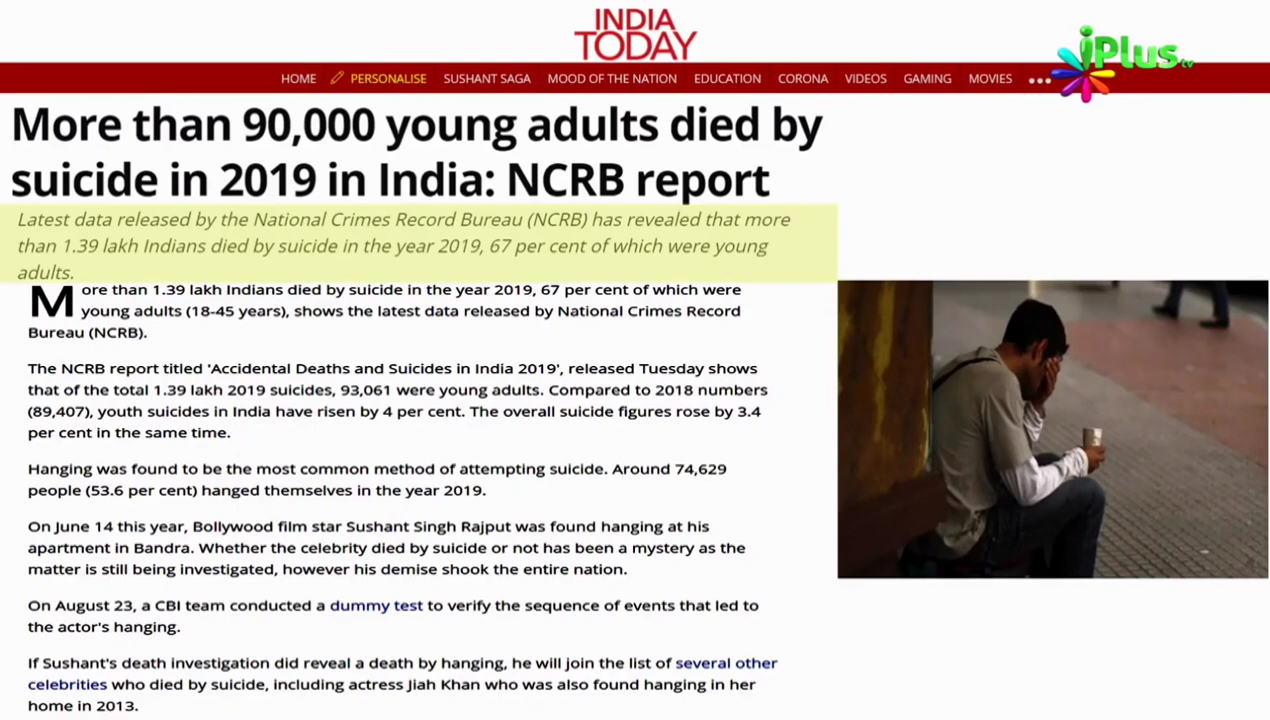 INDIA
TODAY
iPlus tv
HOME PERSONALISE SUSHANT SAGA MOOD OF THE NATION EDUCATION CORONA VIDEOS GAMING MOVIES ...
More than 90,000 young adults died by
suicide in 2019 in India: NCRB report
Latest data released by the National Crimes Record Bureau (NCRB) has revealed that more
than 1.39 lakh Indians died by suicide in the year 2019, 67 per cent of which were young
adults.
More than 1.39 lakh Indians died by suicide in the year 2019, 67 per cent of which were
young adults (18-45 years), shows the latest data released by National Crimes Record
Bureau (NCRB).
The NCRB report titled 'Accidental Deaths and Suicides in India 2019', released Tuesday shows
that of the total 1.39 lakh 2019 suicides, 93,061 were young adults. Compared to 2018 numbers
(89,407), youth suicides in India have risen by 4 per cent. The overall suicide figures rose by 3.4
per cent in the same time.
Hanging was found to be the most common method of attempting suicide. Around 74,629
people (53.6 per cent) hanged themselves in the year 2019.
On June 14 this year, Bollywood film star Sushant Singh Rajput was found hanging at his
apartment in Bandra. Whether the celebrity died by suicide or not has been a mystery as the
matter is still being investigated, however his demise shook the entire nation.
On August 23, a CBI team conducted a dummy test to verify the sequence of events that led to
the actor's hanging.
If Sushant's death investigation did reveal a death by hanging, he will join the list of several other
celebrities who died by suicide, including actress Jiah Khan who was also found hanging in her
home in 2013.